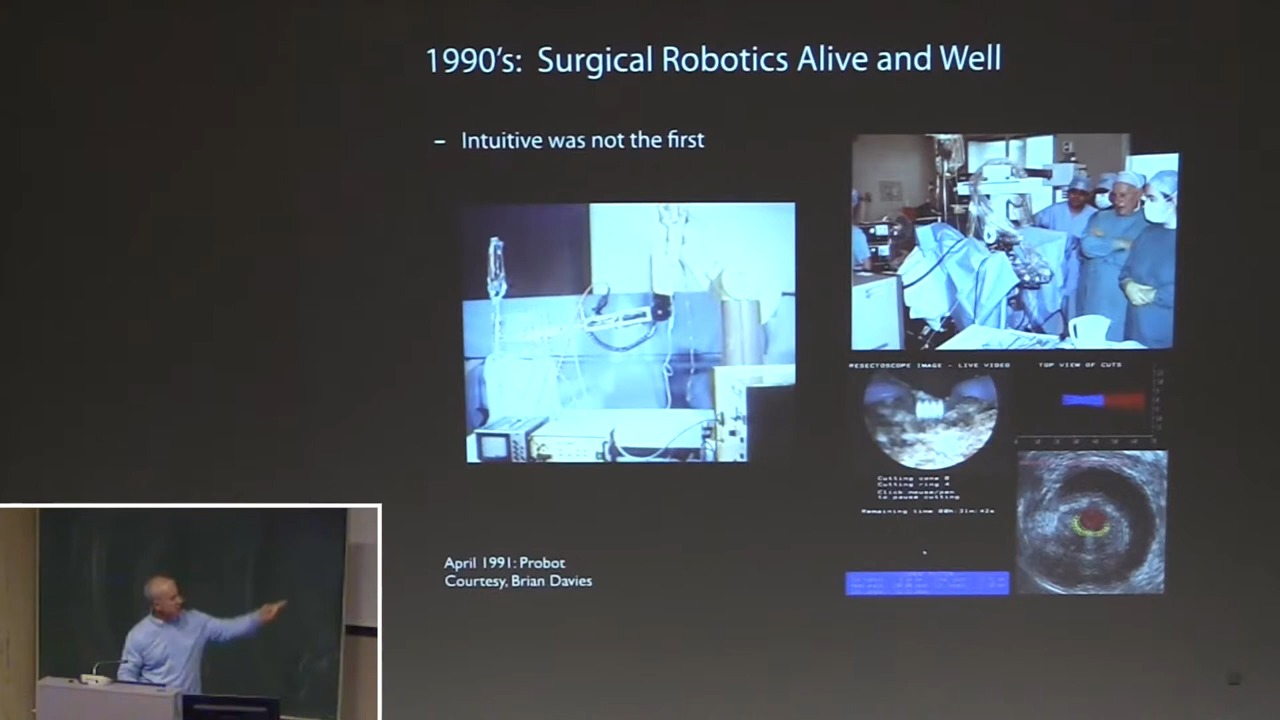 1990's: Surgical Robotics Alive and Well
– Intuitive was not the first
RESECTOSCOPE IMAGE - LIVE VIDEO
TOP VIEW OF CUTS
Cutting cone 0
Cutting ring 4
Click mouse/pen
to pause cutting
Remaining time 00h:31m:42s
April 1991: Probot
Courtesy, Brian Davies